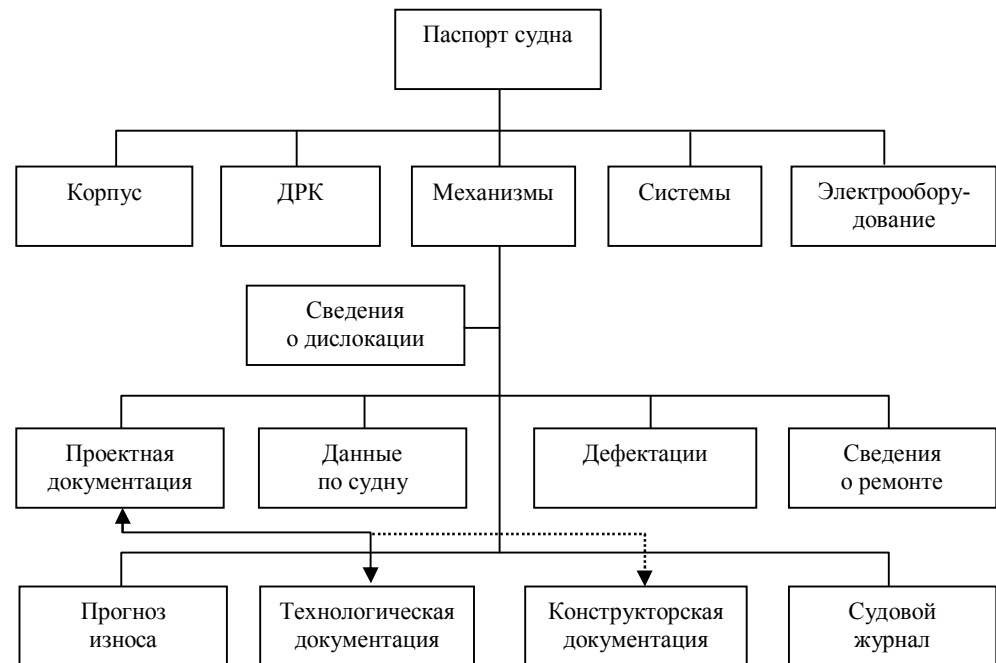 Паспорт судна
Корпус
ДРК
Механизмы
Системы
Электрообору-
дование
Сведения
о дислокации
Проектная
документация
Данные
по судну
Дефектации
Сведения
о ремонте
Прогноз
износа
Технологическая
документация
Конструкторская
документация
Судовой
журнал